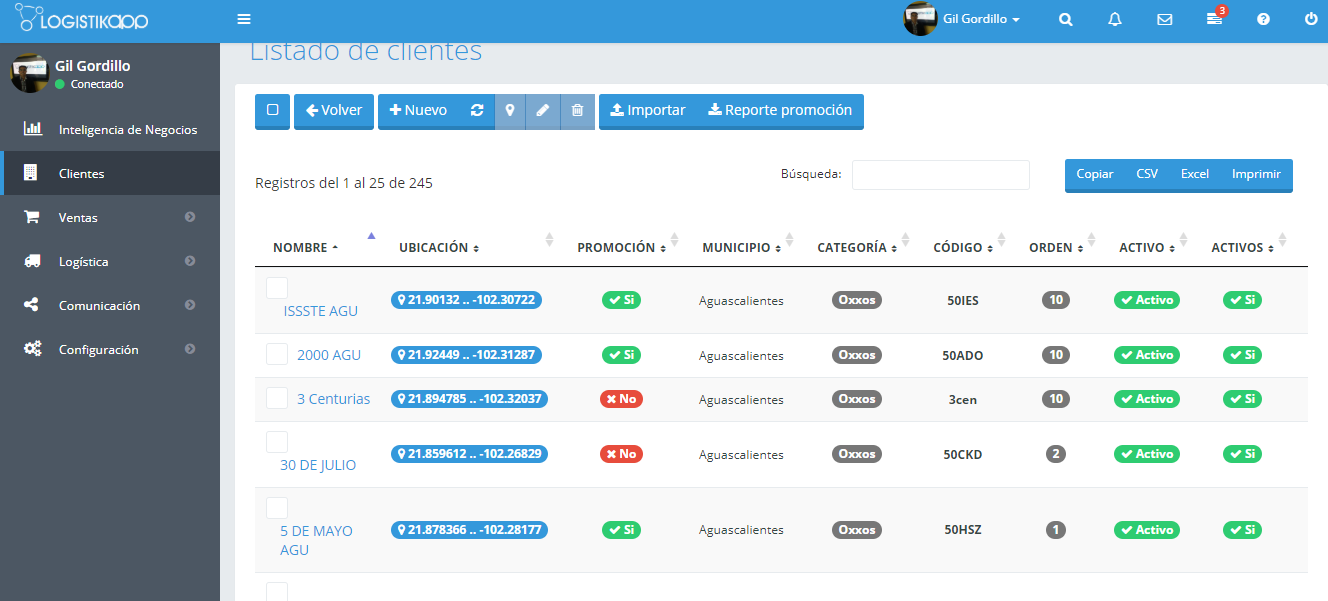 LOGISTIKAPP
Gil Gordillo
3
Gil Gordillo
Conectado
Inteligencia de Negocios
Clientes
Ventas
Logística
Comunicación
Configuración
Listado de clientes
Volver
Nuevo
Importar
Reporte promoción
Registros del 1 al 25 de 245
Búsqueda:
Copiar CSV Excel Imprimir
NOMBRE UBICACIÓN PROMOCIÓN MUNICIPIO CATEGORÍA CÓDIGO ORDEN ACTIVO ACTIVOS
ISSSTE AGU 21.90132 .. -102.30722 Si Aguascalientes Oxxos 50IES 10 Activo Si
2000 AGU 21.92449 .. -102.31287 Si Aguascalientes Oxxos 50ADO 10 Activo Si
3 Centurias 21.894785 .. -102.32037 No Aguascalientes Oxxos 3cen 10 Activo Si
30 DE JULIO 21.859612 .. -102.26829 No Aguascalientes Oxxos 50CKD 2 Activo Si
5 DE MAYO
AGU
21.878366 .. -102.28177 Si Aguascalientes Oxxos 50HSZ 1 Activo Si